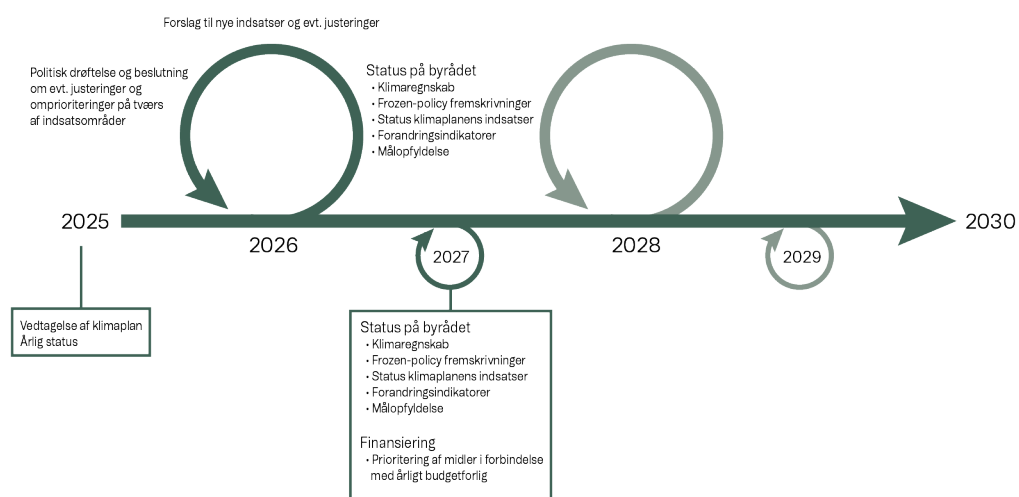 Forslag til nye indsatser og evt. justeringer
Politisk drøftelse og beslutning
om evt. justeringer og
omprioriteringer på tværs
af indsatsområder
Status på byrådet
• Klimaregnskab
• Frozen-policy fremskrivninger
• Status klimaplanens indsatser
• Forandringsindikatorer
• Målopfyldelse
2025
2030
2026
2027
2028
2029
Vedtagelse af klimaplan
Årlig status
Status på byrådet
• Klimaregnskab
• Frozen-policy fremskrivninger
• Status klimaplanens indsatser
• Forandringsindikatorer
• Målopfyldelse
Finansiering
• Prioritering af midler i forbindelse
med årligt budgetforlig